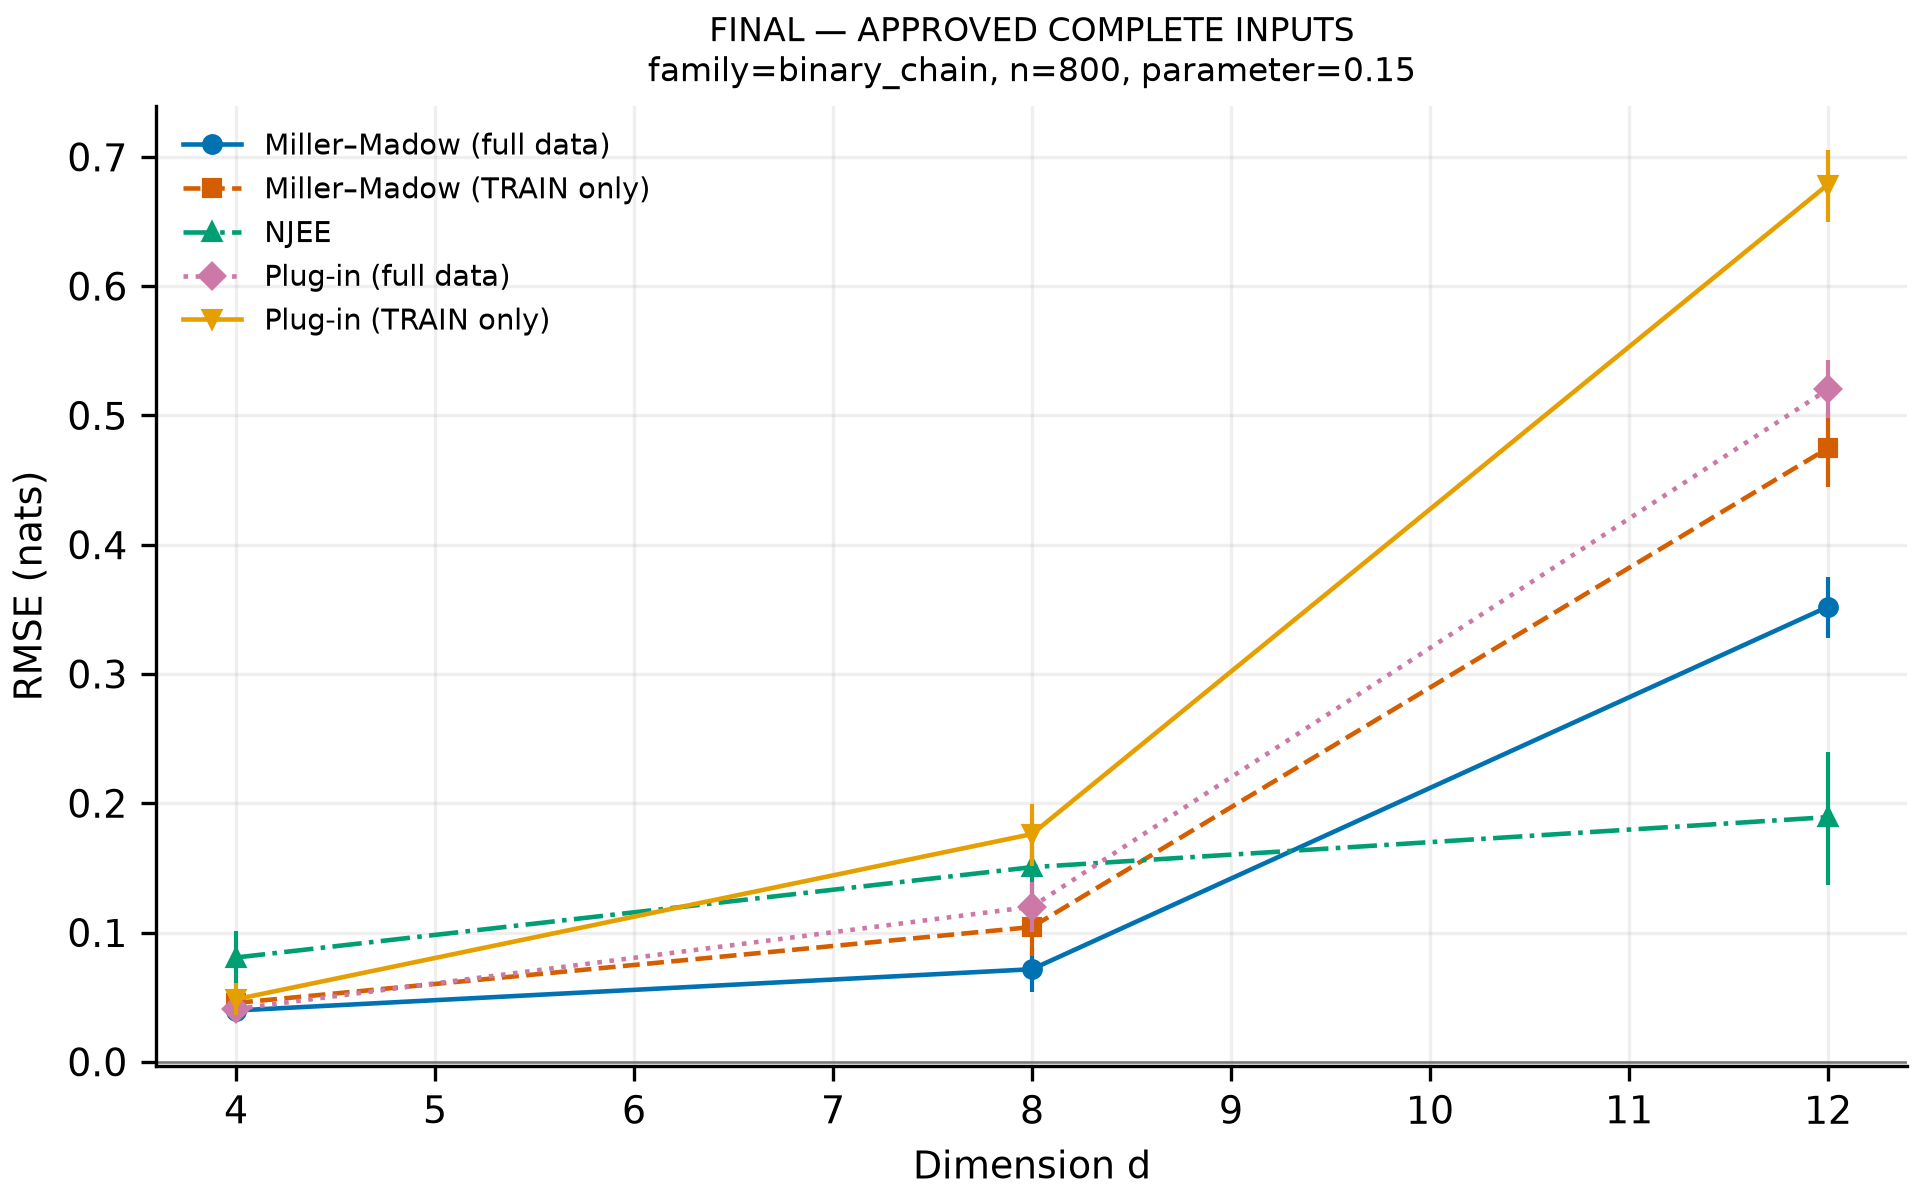 FINAL — APPROVED COMPLETE INPUTS
family=binary_chain, n=800, parameter=0.15
Miller–Madow (full data)
Miller–Madow (TRAIN only)
NJEE
Plug-in (full data)
Plug-in (TRAIN only)
RMSE (nats)
0.7
0.6
0.5
0.4
0.3
0.2
0.1
0.0
4 5 6 7 8 9 10 11 12
Dimension d